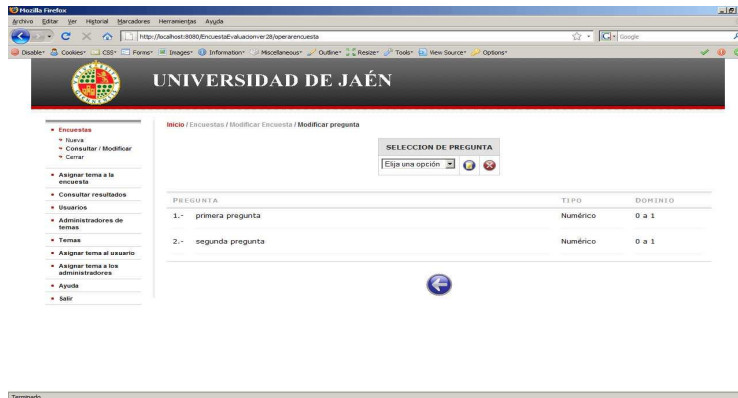 Mozilla Firefox
Archivo Editar Ver Historial Marcadores Herramientas Ayuda
http://localhost:8080/EncuestaEvaluacionver28/operarencuesta
Google
Disable Cookies CSS Forms Images Information Miscellaneous Outline Resize Tools View Source Options
UNIVERSIDAD DE JAÉN
Inicio / Encuestas / Modificar Encuesta / Modificar pregunta
Encuestas
Nueva
Consultar / Modificar
Cerrar
Asignar tema a la
encuesta
Consultar resultados
Usuarios
Administradores de
temas
Temas
Asignar tema al usuario
Asignar tema a los
administradores
Ayuda
Salir
SELECCION DE PREGUNTA
Elija una opción
PREGUNTA TIPO DOMINIO
1.- primera pregunta Numérico 0 a 1
2.- segunda pregunta Numérico 0 a 1
Terminado